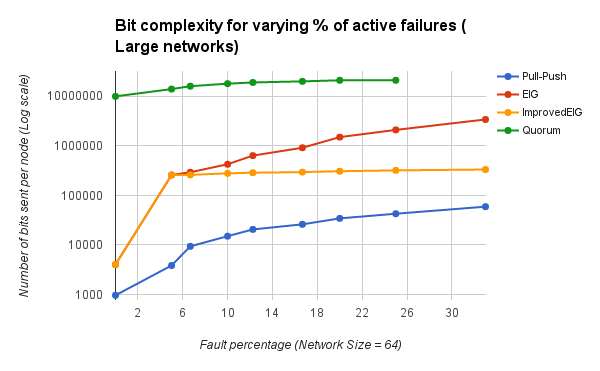 Bit complexity for varying % of active failures (
Large networks)
Number of bits sent per node (Log scale)
10000000
1000000
100000
10000
1000
2
6
10
14
18
22
26
30
Fault percentage (Network Size = 64)
Pull-Push
EIG
ImprovedEIG
Quorum